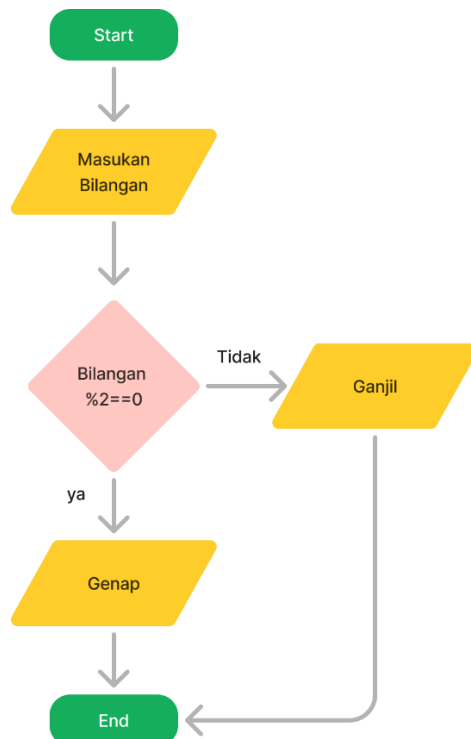 Start
Masukan
Bilangan
Bilangan
%2==0
Tidak
Ganjil
ya
Genap
End